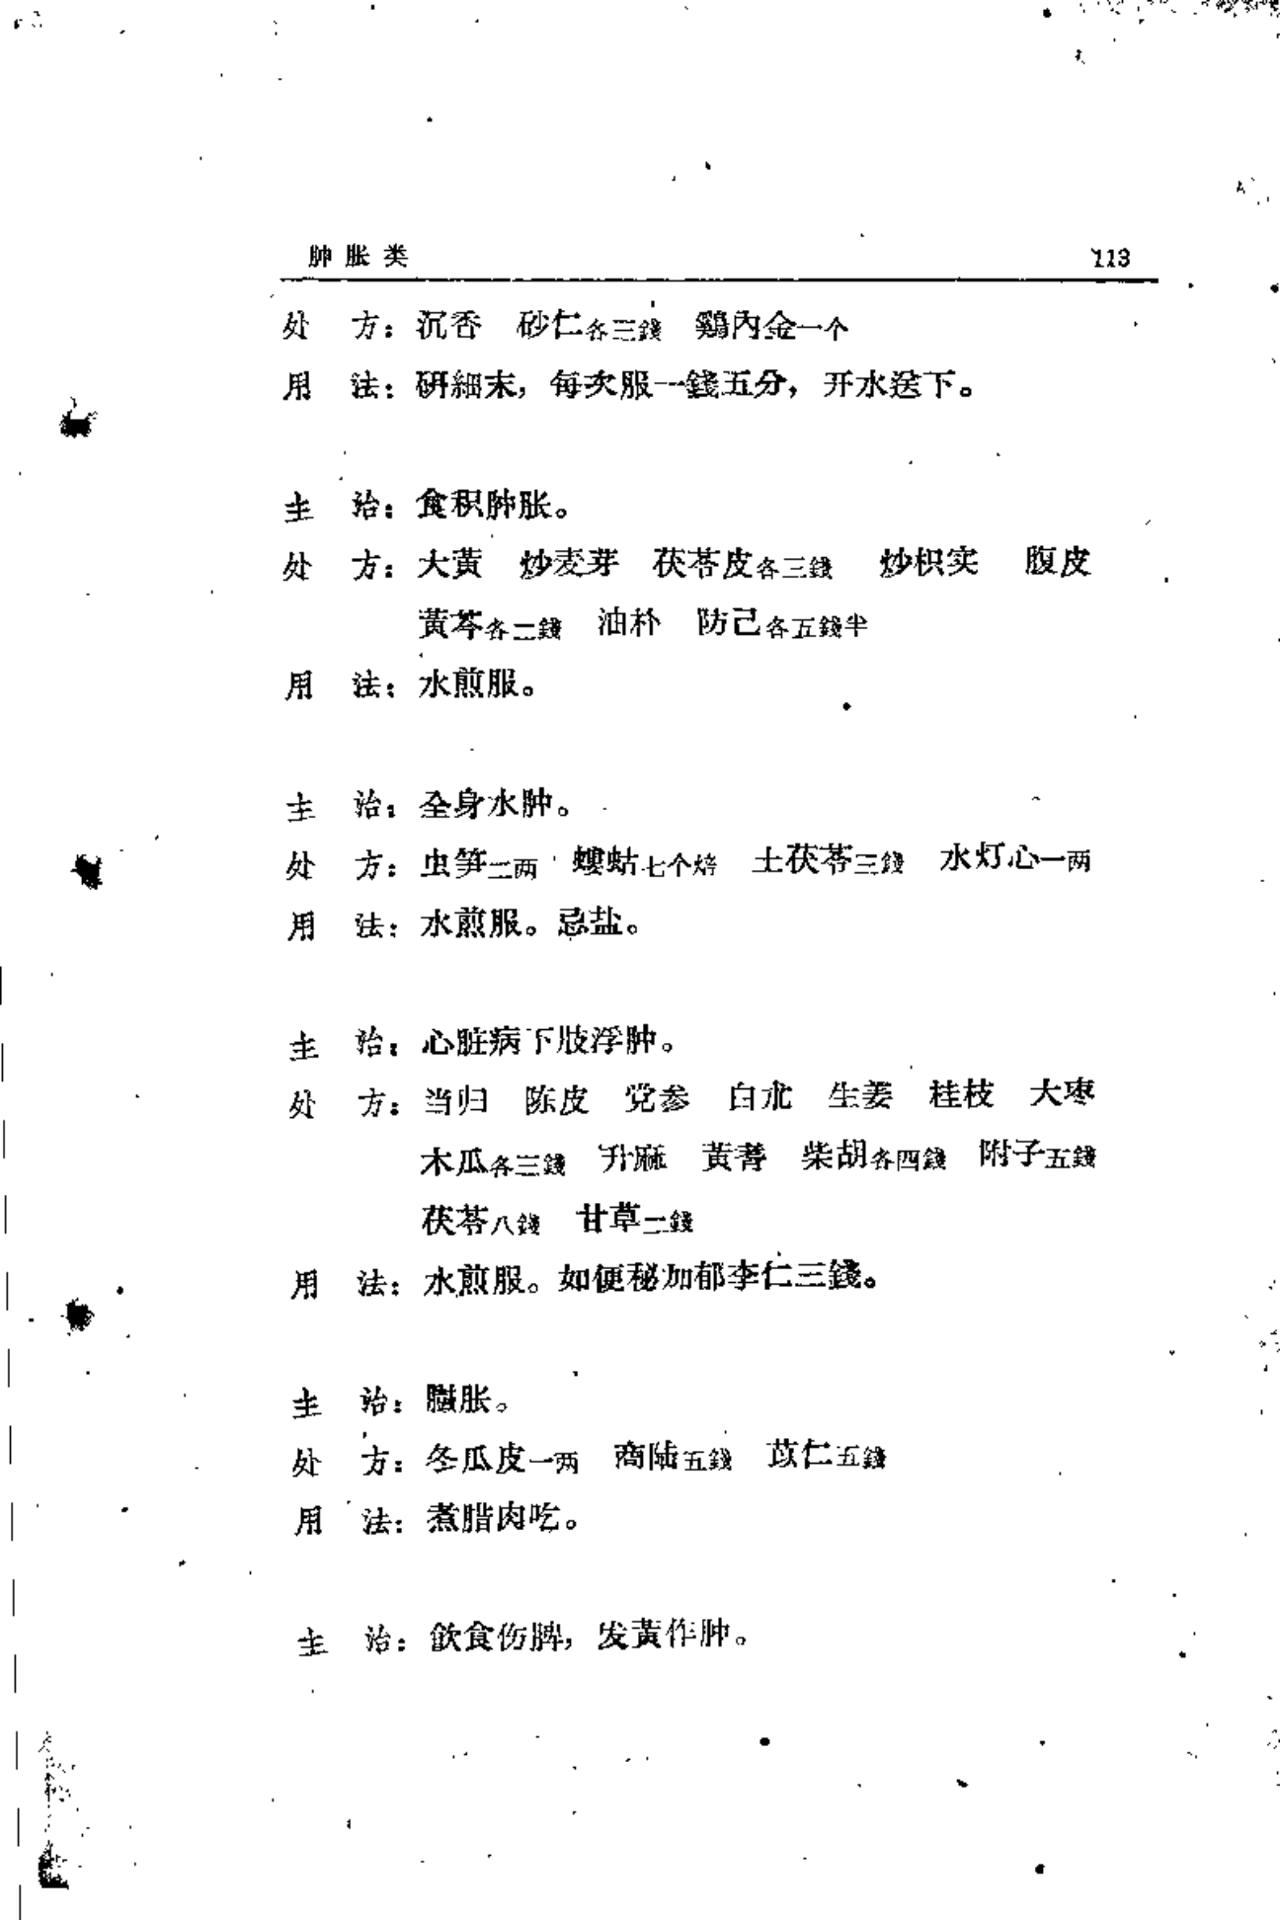 肿胀类 113
处 方：沉香 砂仁各三錢 鷄內金一个
用 法：研細末，每次服一錢五分，开水送下。
主 治：食积肿胀。
处 方：大黃 炒麦芽 茯苓皮各三錢 炒枳实 腹皮
黃芩各二錢 油朴 防己各五錢半
用 法：水煎服。
主 治：全身水肿。
处 方：虫笋二两 螻蛄七个焙 土茯苓三錢 水灯心一两
用 法：水煎服。忌盐。
主 治：心脏病下肢浮肿。
处 方：当归 陈皮 党参 白朮 生姜 桂枝 大枣
木瓜各三錢 升麻 黃蓍 柴胡各四錢 附子五錢
茯苓八錢 甘草二錢
用 法：水煎服。如便秘加郁李仁三錢。
主 治：臌胀。
处 方：冬瓜皮一两 商陆五錢 苡仁五錢
用 法：煮腊肉吃。
主 治：飲食伤脾，发黃作肿。